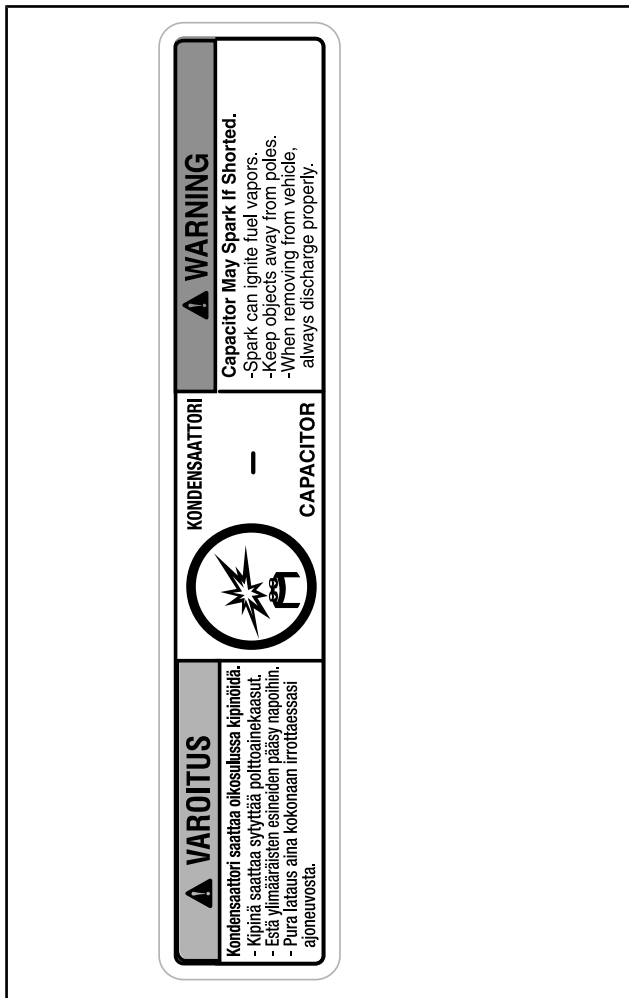 VAROITUS
Kondensaattori saattaa oikosulussa kipinöidä.
- Kipinä saattaa sytyttää polttoainekaasut.
- Estä ylimääräisten esineiden pääsy napoihin.
- Pura lataus aina kokonaan irrottaessasi
ajoneuvosta.
KONDENSAATTORI
–
CAPACITOR
WARNING
Capacitor May Spark If Shorted.
-Spark can ignite fuel vapors.
-Keep objects away from poles.
-When removing from vehicle,
always discharge properly.